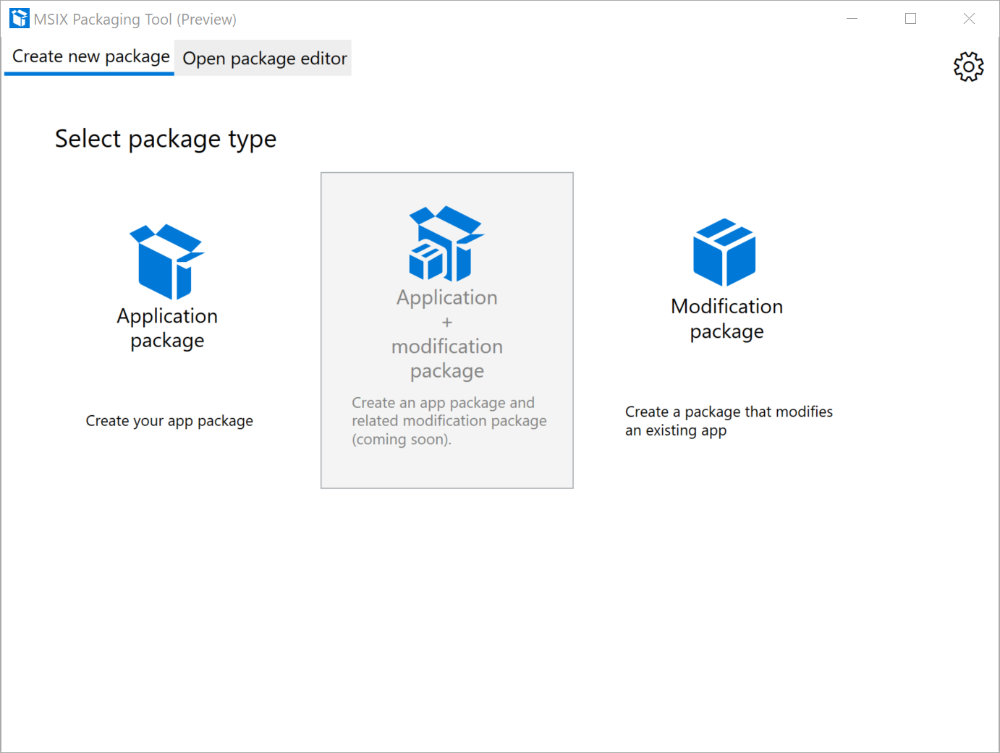 MSIX Packaging Tool (Preview)
Create new package
Open package editor
Select package type
Application
package
Create your app package
Application
+
modification
package
Create an app package and
related modification package
(coming soon).
Modification
package
Create a package that modifies
an existing app